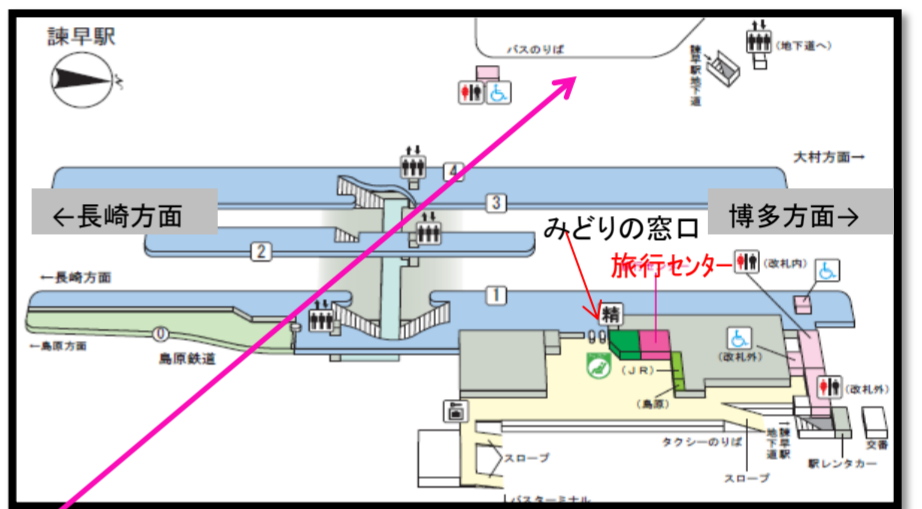 諫早駅
バスのりば
(地下道へ)
諫早駅地下道
大村方面→
4
←長崎方面
3
博多方面→
2
みどりの窓口
旅行センター
(改札内)
←長崎方面
1
精
0
←島原方面
島原鉄道
(改札外)
(JR)
(島原)
(改札外)
タクシーのりば
↑諫早駅地下道
交番
スロープ
スロープ
駅レンタカー
バスターミナル